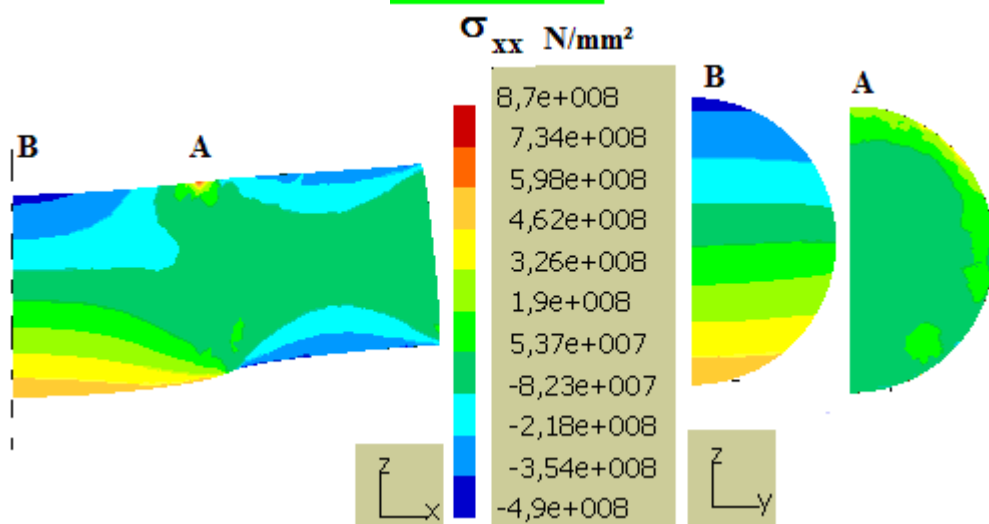 σxx N/mm²
B A
8,7e+008
7,34e+008
5,98e+008
4,62e+008
3,26e+008
1,9e+008
5,37e+007
-8,23e+007
-2,18e+008
-3,54e+008
-4,9e+008
z
x
B A
z
y